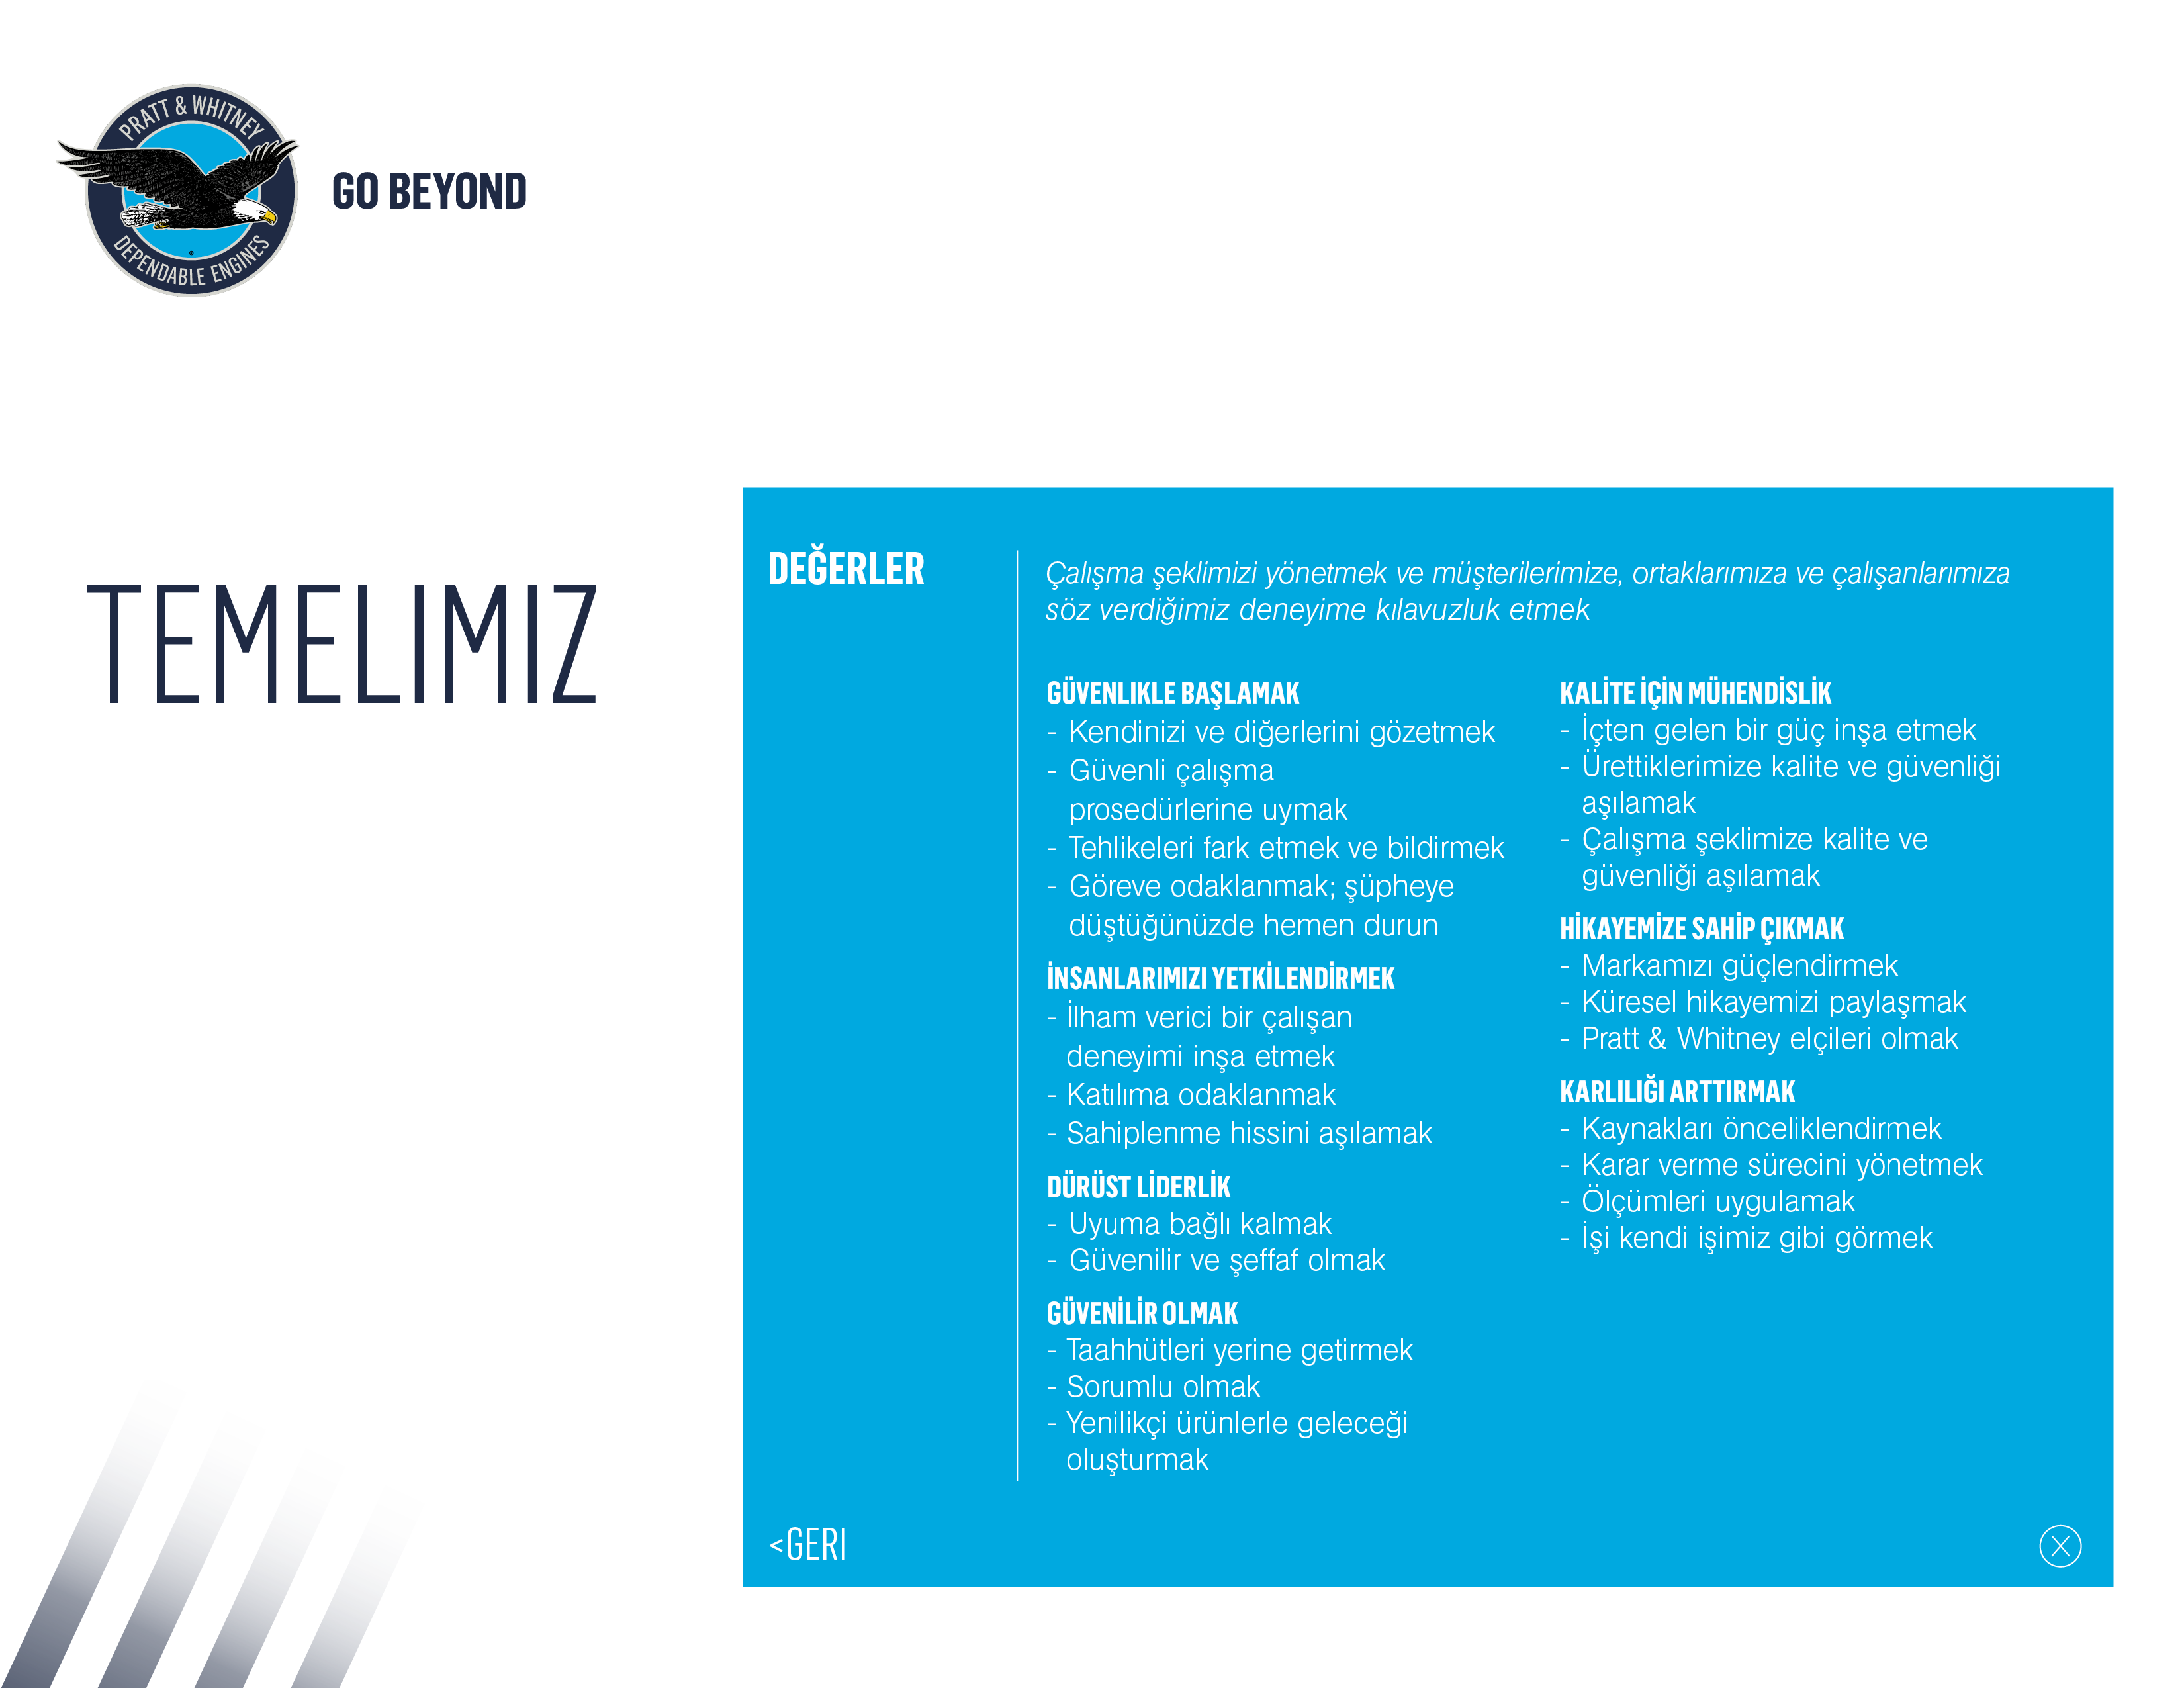 PRATT & WHITNEY
DEPENDABLE ENGINES
GO BEYOND
TEMELIMIZ
DEĞERLER
Çalışma şeklimizi yönetmek ve müşterilerimize, ortaklarımıza ve çalışanlarımıza
söz verdiğimiz deneyime kılavuzluk etmek
GÜVENLIKLE BAŞLAMAK
- Kendinizi ve diğerlerini gözetmek
- Güvenli çalışma
prosedürlerine uymak
- Tehlikeleri fark etmek ve bildirmek
- Göreve odaklanmak; şüpheye
düştüğünüzde hemen durun
İNSANLARIMIZI YETKİLENDİRMEK
- İlham verici bir çalışan
deneyimi inşa etmek
- Katılıma odaklanmak
- Sahiplenme hissini aşılamak
DÜRÜST LİDERLİK
- Uyuma bağlı kalmak
- Güvenilir ve şeffaf olmak
GÜVENİLİR OLMAK
- Taahhütleri yerine getirmek
- Sorumlu olmak
- Yenilikçi ürünlerle geleceği
oluşturmak
KALİTE İÇİN MÜHENDİSLİK
- İçten gelen bir güç inşa etmek
- Ürettiklerimize kalite ve güvenliği
aşılamak
- Çalışma şeklimize kalite ve
güvenliği aşılamak
HİKAYEMİZE SAHİP ÇIKMAK
- Markamızı güçlendirmek
- Küresel hikayemizi paylaşmak
- Pratt & Whitney elçileri olmak
KARLILIĞI ARTTIRMAK
- Kaynakları önceliklendirmek
- Karar verme sürecini yönetmek
- Ölçümleri uygulamak
- İşi kendi işimiz gibi görmek
<GERI
X